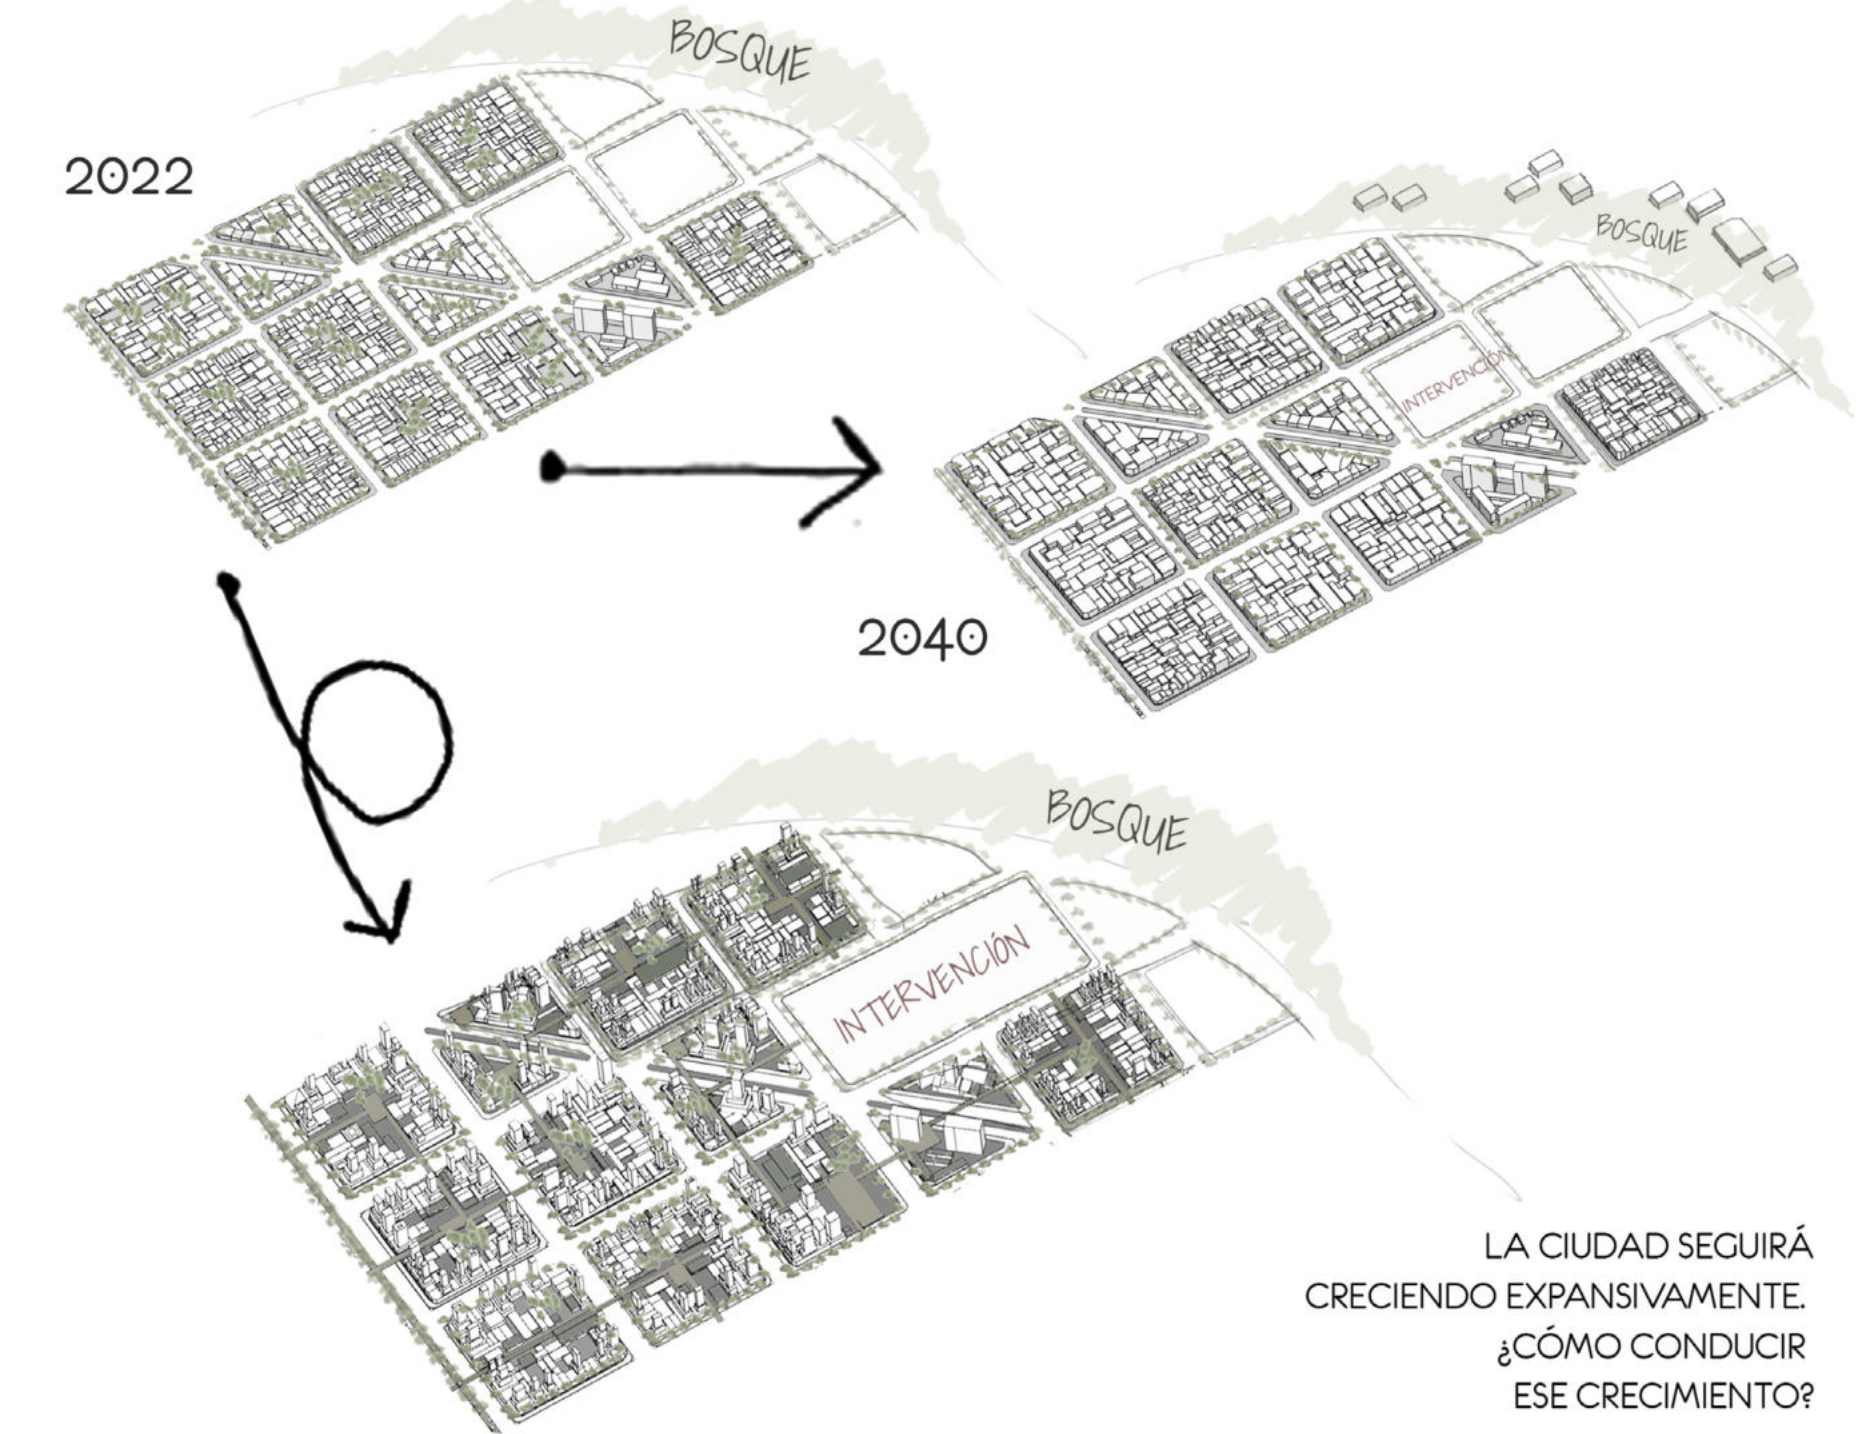 BOSQUE
2022
BOSQUE
INTERVENCIÓN
2040
BOSQUE
INTERVENCIÓN
LA CIUDAD SEGUIRÁ
CRECIENDO EXPANSIVAMENTE.
¿CÓMO CONDUCIR
ESE CRECIMIENTO?